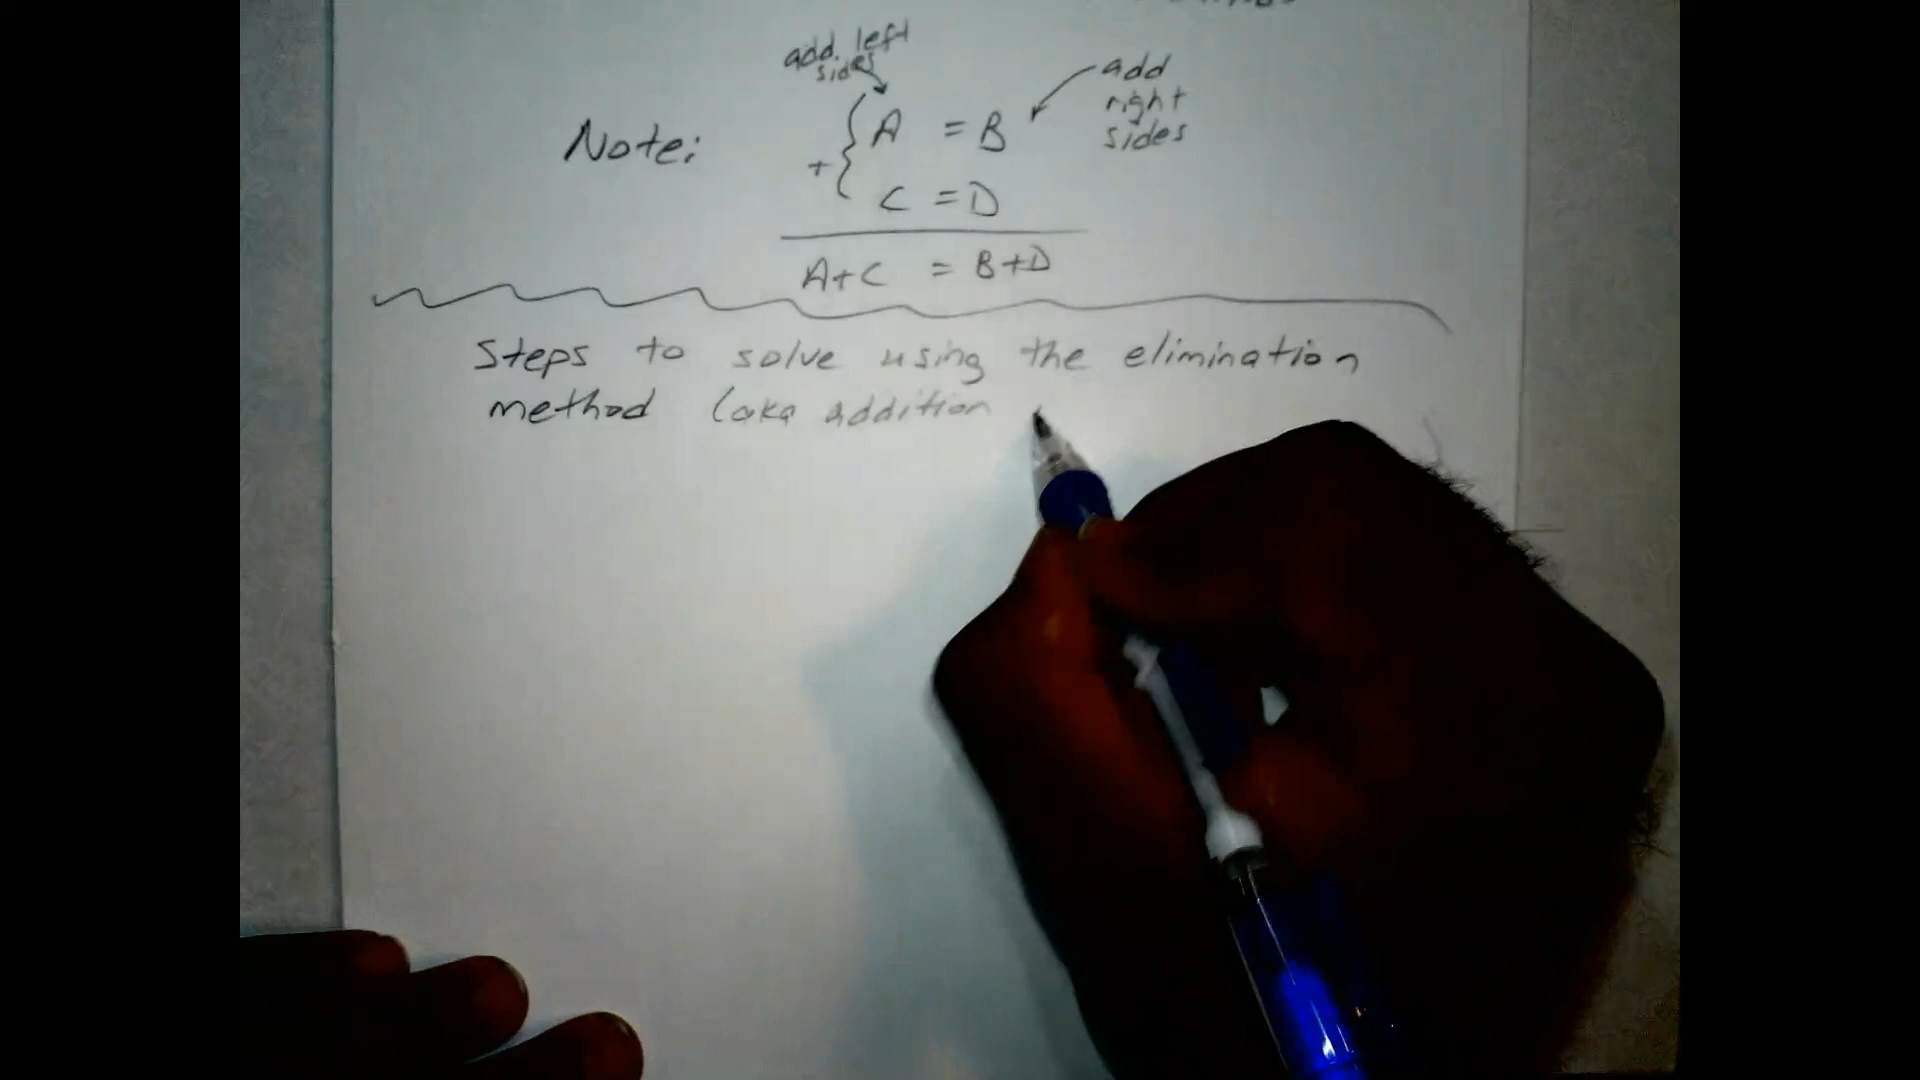 add left
sides
add
right
sides
Note:
A = B
+
C = D
A+C = B+D
Steps to solve using the elimination
method (aka addition